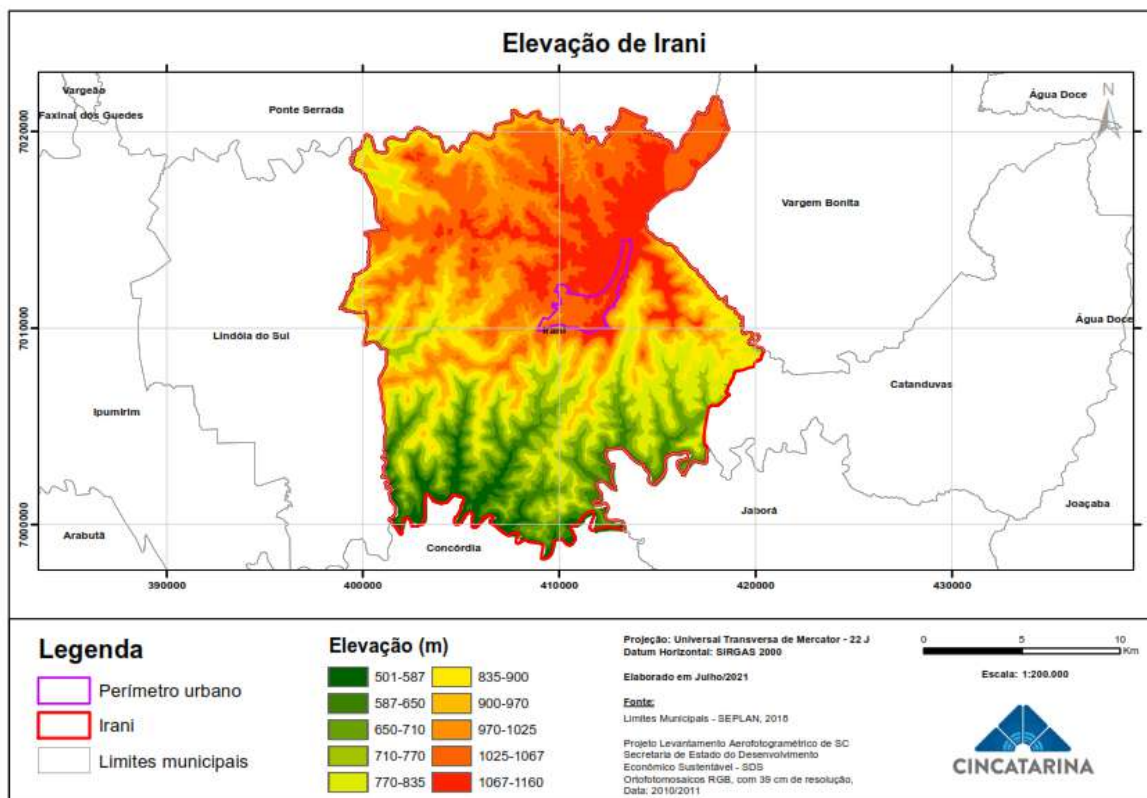 Elevação de Irani
N
Vargeão
Faxinal dos Guedes
Ponte Serrada
Água Doce
Vargem Bonita
Lindóia do Sul
Irani
Água Doce
Catanduvas
Ipumirim
Arabutã
Concórdia
Jaborá
Joaçaba
7020000
7010000
7000000
390000
400000
410000
420000
430000
Legenda
Perímetro urbano
Irani
Limites municipais
Elevação (m)
501-587
587-650
650-710
710-770
770-835
835-900
900-970
970-1025
1025-1067
1067-1160
Projeção: Universal Transversa de Mercator - 22 J
Datum Horizontal: SIRGAS 2000
Elaborado em Julho/2021
Fonte:
Limites Municipais - SEPLAN, 2018
Projeto Levantamento Aerofotogramétrico de SC
Secretaria de Estado do Desenvolvimento
Econômico Sustentável - SDS
Ortofotomosaicos RGB, com 39 cm de resolução,
Data: 2010/2011
0 5 10
Km
Escala: 1:200.000
CINCATARINA